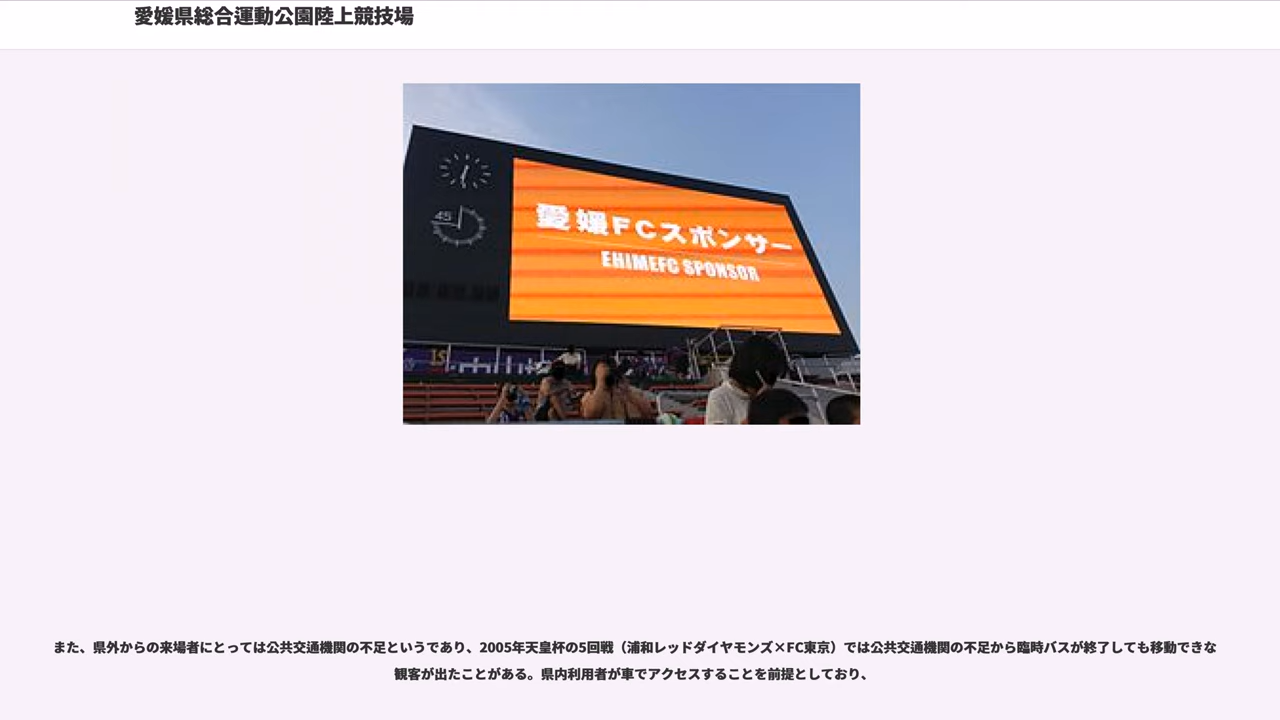 愛媛県総合運動公園陸上競技場
45
愛媛FCスポンサー
EHIMEFC SPONSOR
また、県外からの来場者にとっては公共交通機関の不足というであり、2005年天皇杯の5回戦（浦和レッドダイヤモンズ×FC東京）では公共交通機関の不足から臨時バスが終了しても移動できな
観客が出たことがある。県内利用者が車でアクセスすることを前提としており、